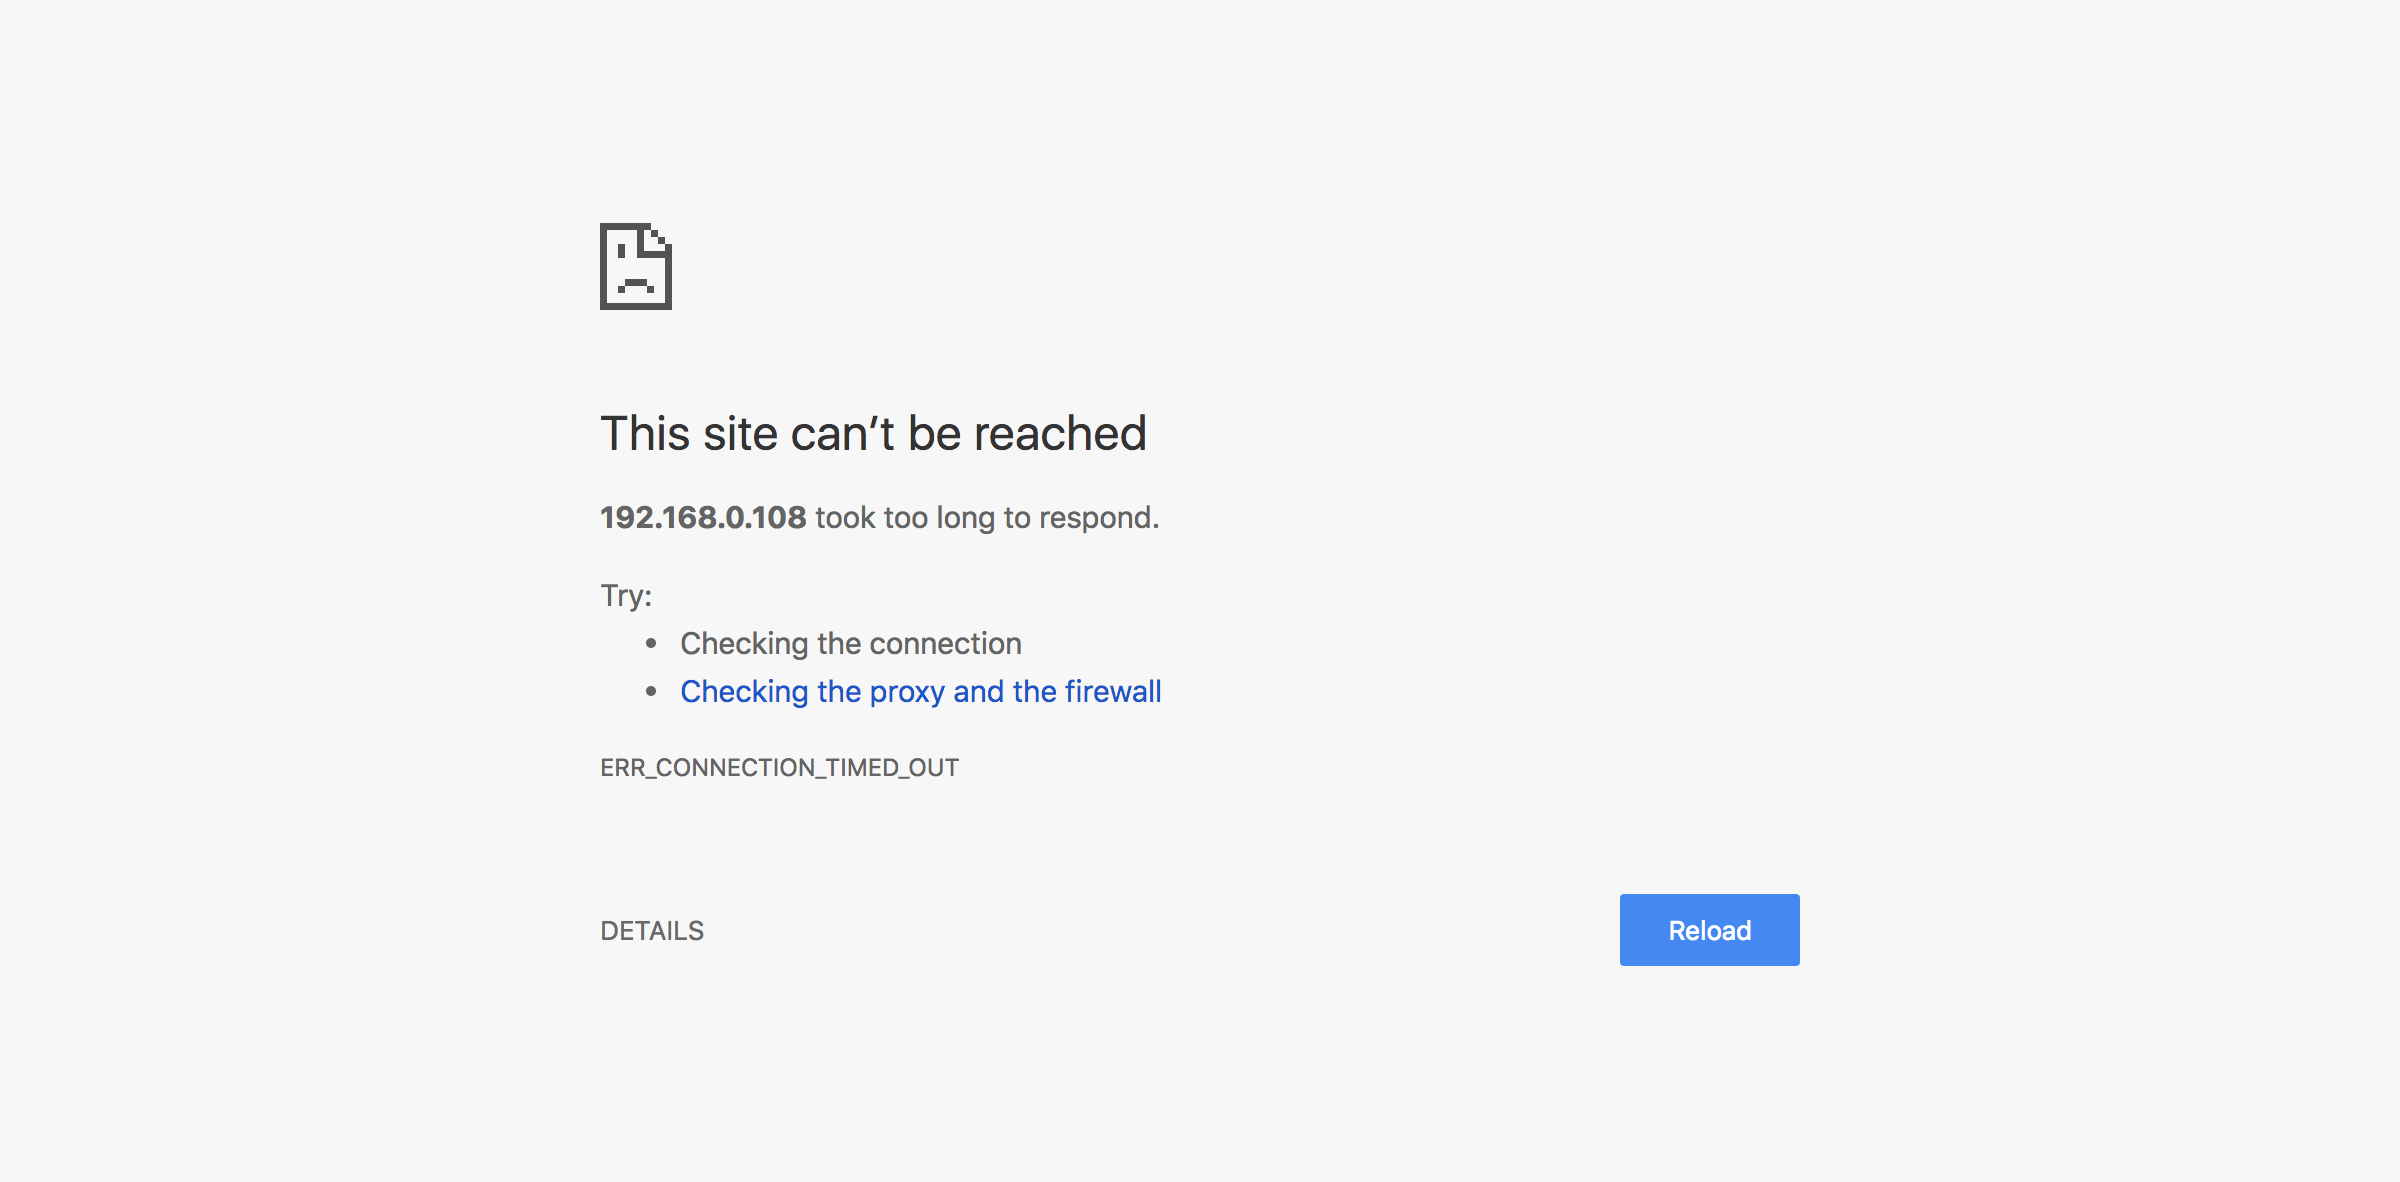 This site can’t be reached
192.168.0.108 took too long to respond.
Try:
• Checking the connection
• Checking the proxy and the firewall
ERR_CONNECTION_TIMED_OUT
DETAILS
Reload